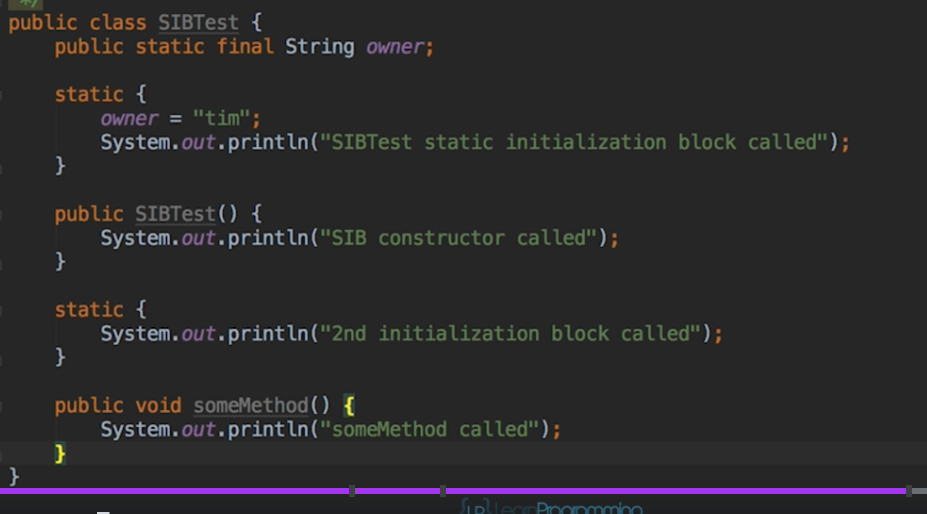 */
public class SIBTest {
    public static final String owner;

    static {
        owner = "tim";
        System.out.println("SIBTest static initialization block called");
    }

    public SIBTest() {
        System.out.println("SIB constructor called");
    }

    static {
        System.out.println("2nd initialization block called");
    }

    public void someMethod() {
        System.out.println("someMethod called");
    }
}